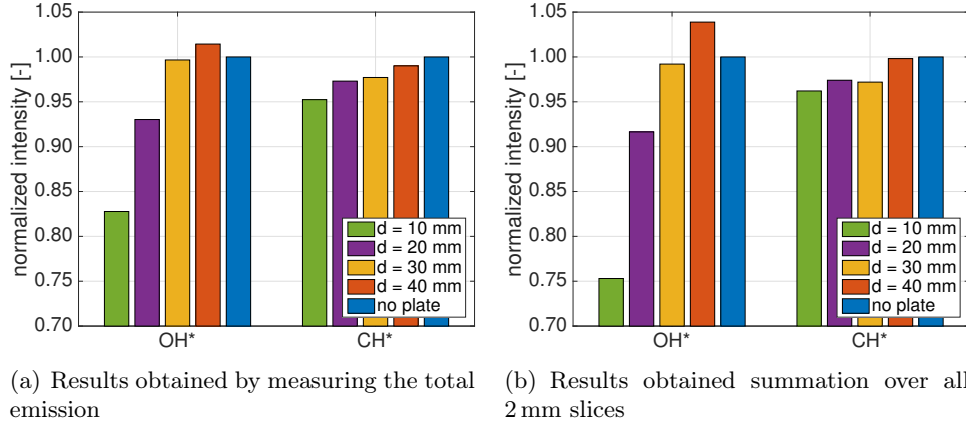 1.05
1.00
0.95
0.90
0.85
0.80
0.75
0.70
normalized intensity [-]
OH*
CH*
d = 10 mm
d = 20 mm
d = 30 mm
d = 40 mm
no plate
(a) Results obtained by measuring the total
emission
1.05
1.00
0.95
0.90
0.85
0.80
0.75
0.70
normalized intensity [-]
OH*
CH*
d = 10 mm
d = 20 mm
d = 30 mm
d = 40 mm
no plate
(b) Results obtained summation over all
2 mm slices